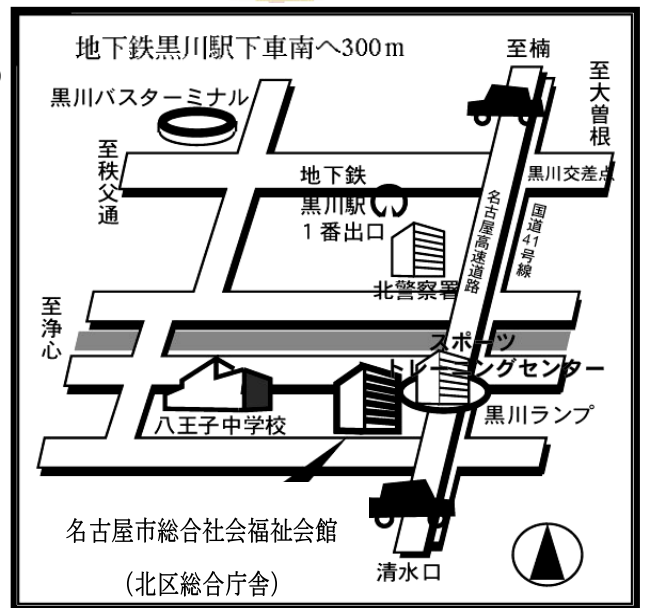 地下鉄黒川駅下車南へ300m
至楠
至大曽根
黒川バスターミナル
至秩父通
地下鉄
黒川駅
1番出口
黒川交差点
名古屋高速道路
国道41号線
北警察署
至浄心
スポーツ
トレーニングセンター
八王子中学校
黒川ランプ
名古屋市総合社会福祉会館
(北区総合庁舎)
清水口